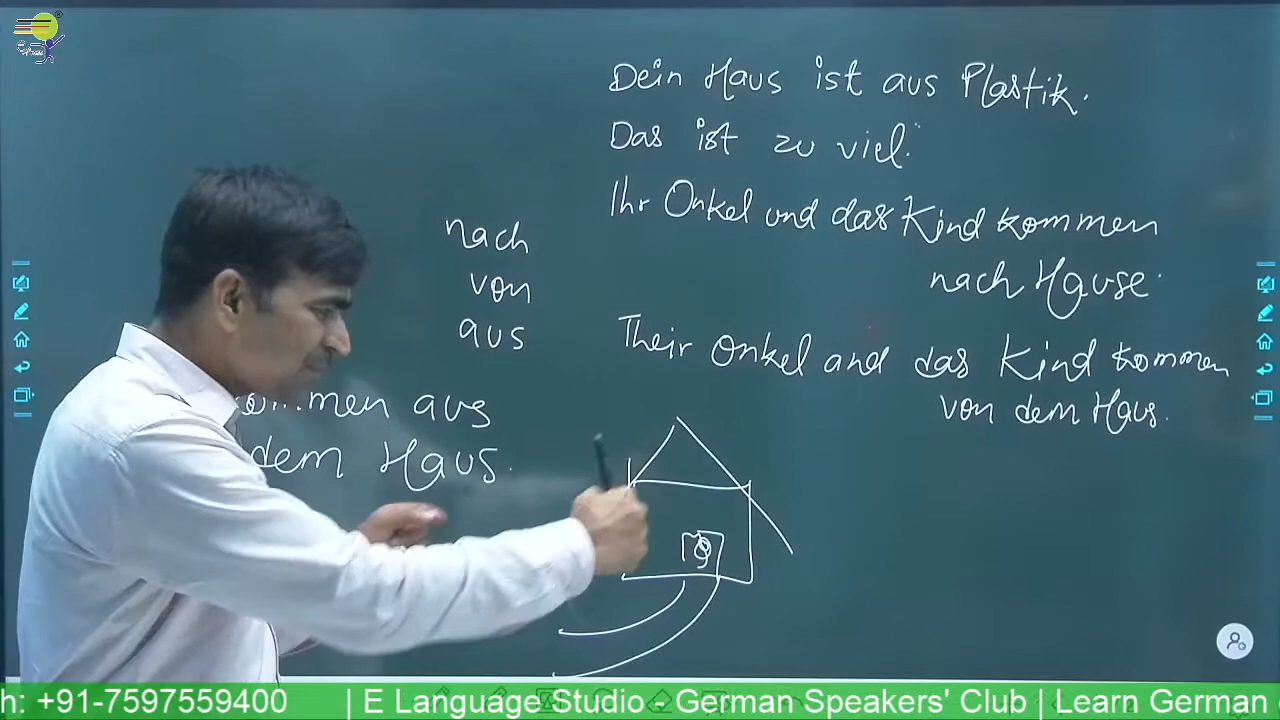 Dein Haus ist aus Plastik.
Das ist zu viel.
Ihr Onkel und das Kind kommen
nach Hause.
nach
von
aus
Their Onkel and das Kind kommen
von dem Haus.
kommen aus
dem Haus.
h: +91-7597559400 | E Language Studio - German Speakers' Club | Learn German